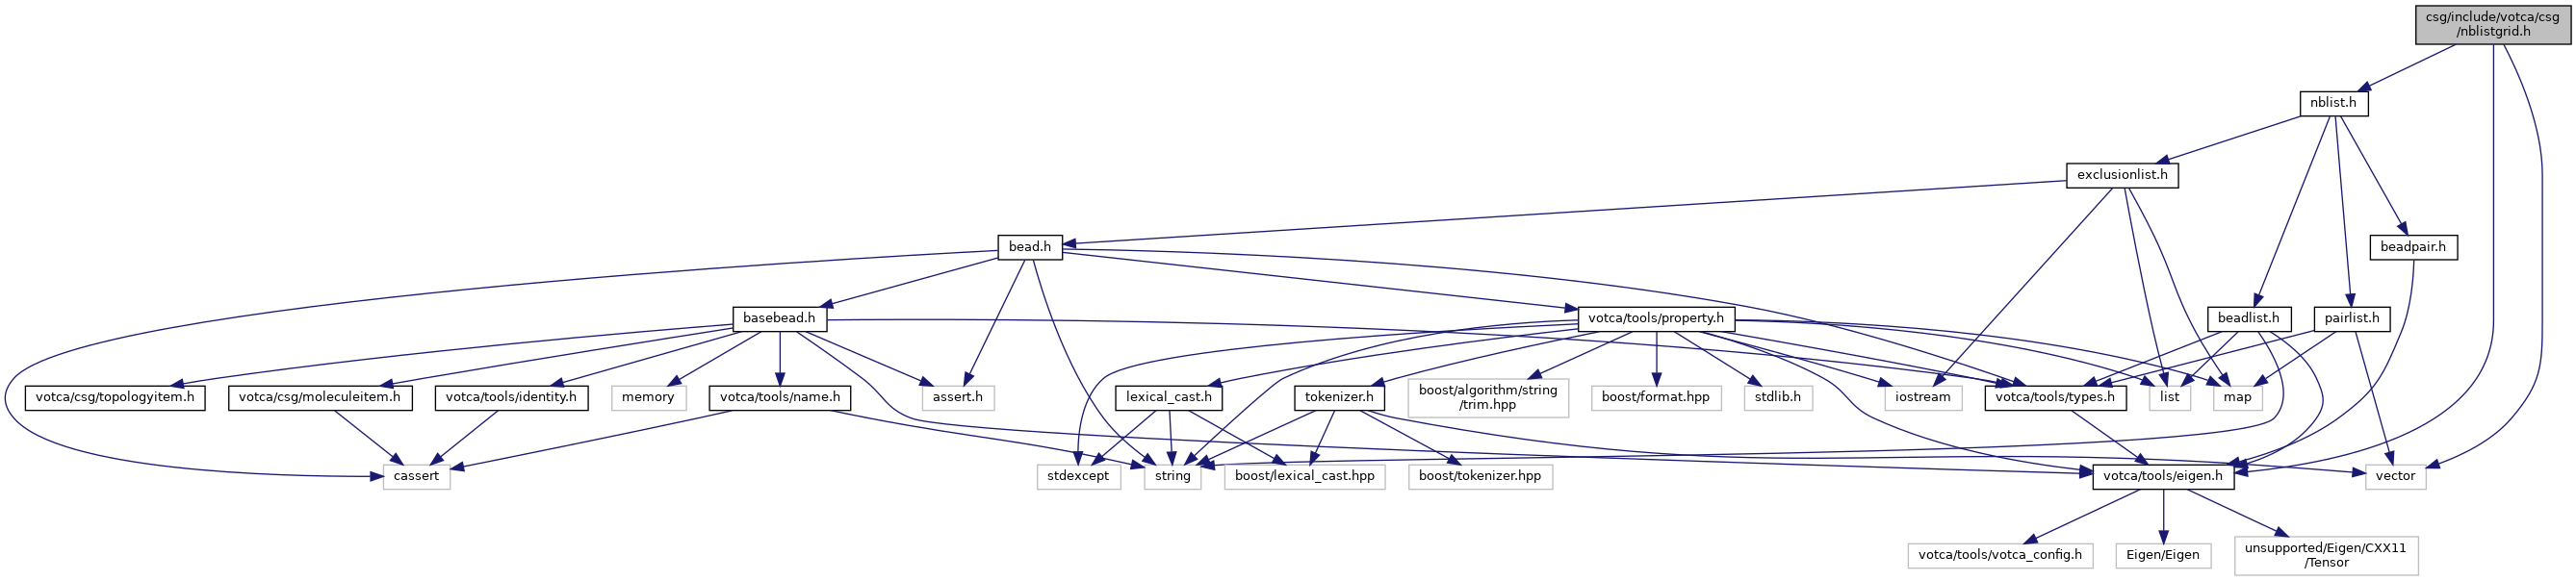 csg/include/votca/csg
/nblistgrid.h
nblist.h
exclusionlist.h
bead.h
beadpair.h
basebead.h
votca/tools/property.h
beadlist.h
pairlist.h
votca/csg/topologyitem.h
votca/csg/moleculeitem.h
votca/tools/identity.h
memory
votca/tools/name.h
assert.h
lexical_cast.h
tokenizer.h
boost/algorithm/string
/trim.hpp
boost/format.hpp
stdlib.h
iostream
votca/tools/types.h
list
map
cassert
stdexcept
string
boost/lexical_cast.hpp
boost/tokenizer.hpp
votca/tools/eigen.h
vector
votca/tools/votca_config.h
Eigen/Eigen
unsupported/Eigen/CXX11
/Tensor